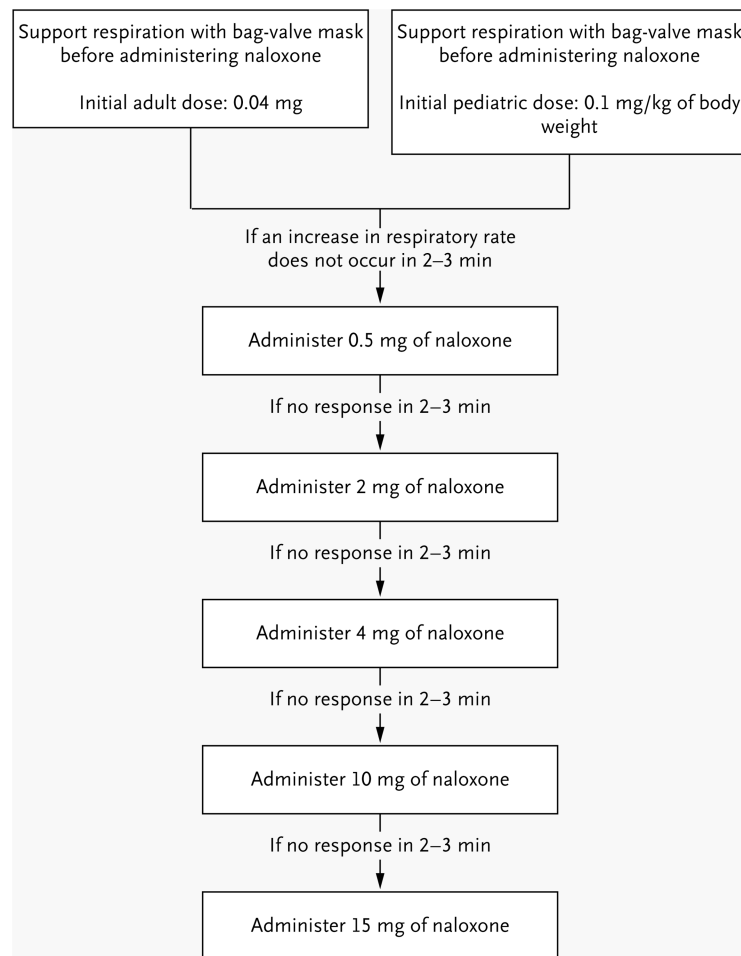 Support respiration with bag-valve mask
before administering naloxone
Initial adult dose: 0.04 mg
Support respiration with bag-valve mask
before administering naloxone
Initial pediatric dose: 0.1 mg/kg of body
weight
If an increase in respiratory rate
does not occur in 2–3 min
Administer 0.5 mg of naloxone
If no response in 2–3 min
Administer 2 mg of naloxone
If no response in 2–3 min
Administer 4 mg of naloxone
If no response in 2–3 min
Administer 10 mg of naloxone
If no response in 2–3 min
Administer 15 mg of naloxone